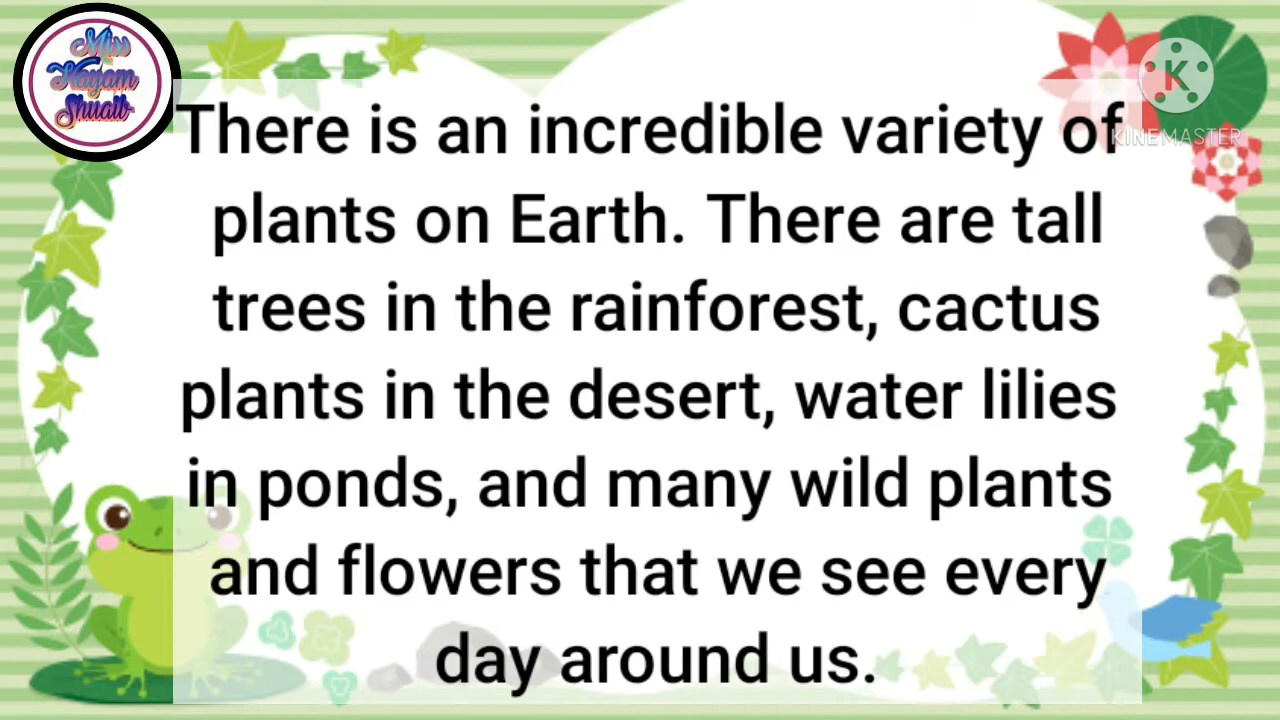 Miss
Kayam
Shuaib
There is an incredible variety of
plants on Earth. There are tall
trees in the rainforest, cactus
plants in the desert, water lilies
in ponds, and many wild plants
and flowers that we see every
day around us.
K
KINEMASTER